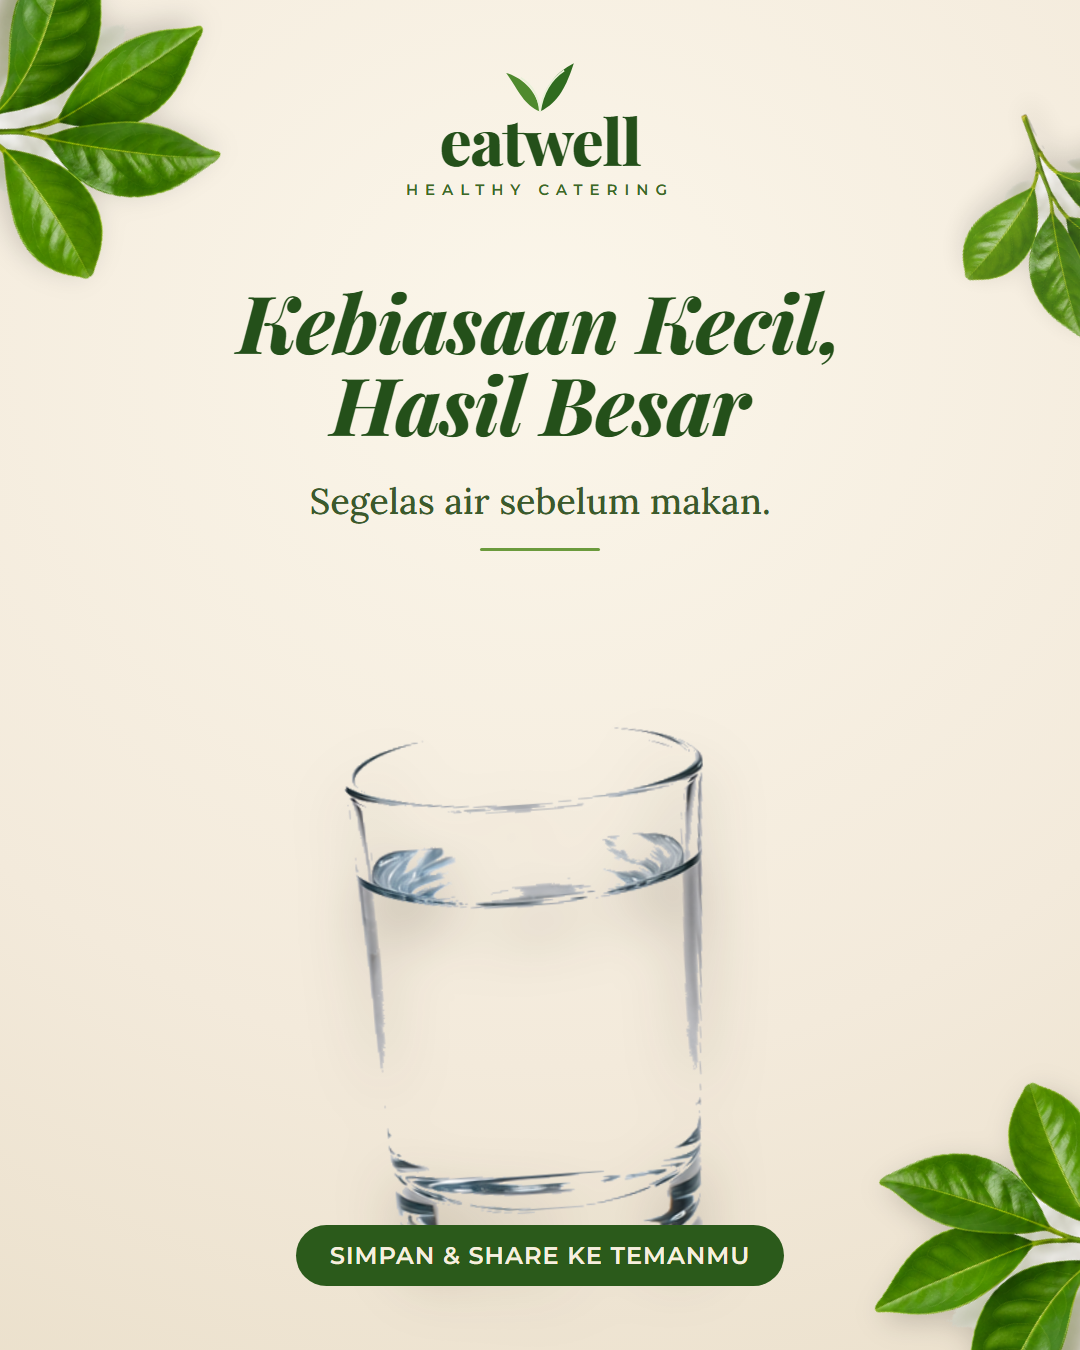 eatwell
HEALTHY CATERING
Kebiasaan Kecil,
Hasil Besar
Segelas air sebelum makan.
SIMPAN & SHARE KE TEMANMU